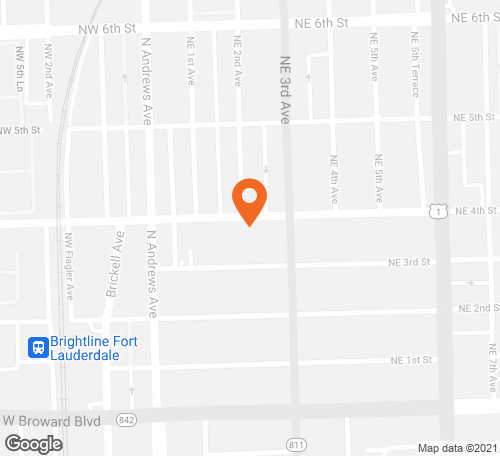 NW 6th St
NE 6th St
NE 6th St
NW 5th Ln
NW 2nd Ave
N Andrews Ave
NE 1st Ave
NE 2nd Ave
NE 3rd Ave
NE 5th Ave
NE 5th Terrace
NW 5th St
NE 5th St
NE 4th Ave
NE 5th Ave
1
NE 4th St
NW Flagler Ave
Brickell Ave
N Andrews Ave
NE 3rd St
NE 2nd St
Brightline Fort
Lauderdale
NE 1st St
NE 7th Ave
W Broward Blvd
842
811
Google
Map data ©2021